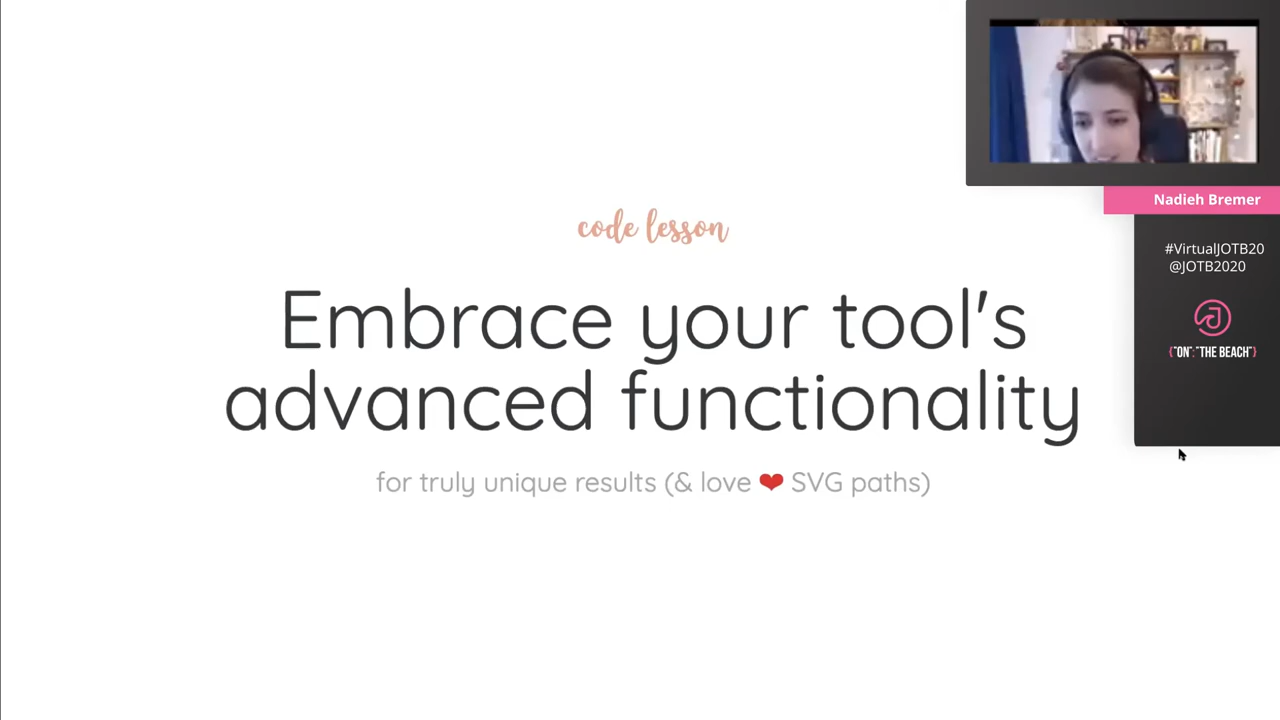 code lesson
Embrace your tool's
advanced functionality
for truly unique results (& love ❤ SVG paths)
Nadieh Bremer
#VirtualJOTB20
@JOTB2020
J
{"ON":"THE BEACH"}